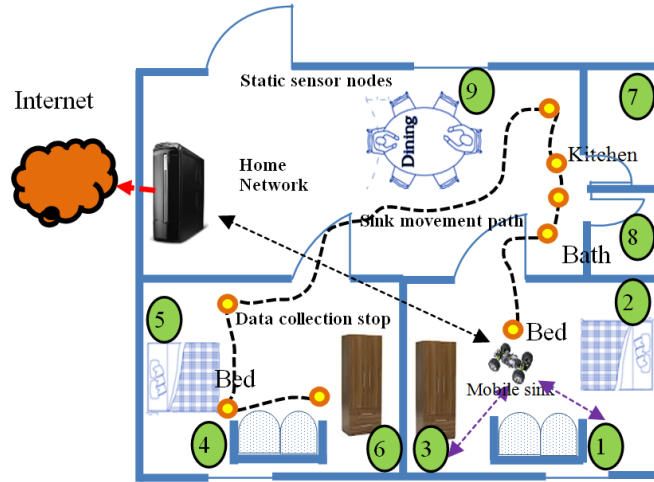 Static sensor nodes
9
7
Internet
Dining
Kitchen
Home
Network
Sink movement path
8
Bath
5
2
Data collection stop
Bed
Bed
Mobile sink
4
6
3
1